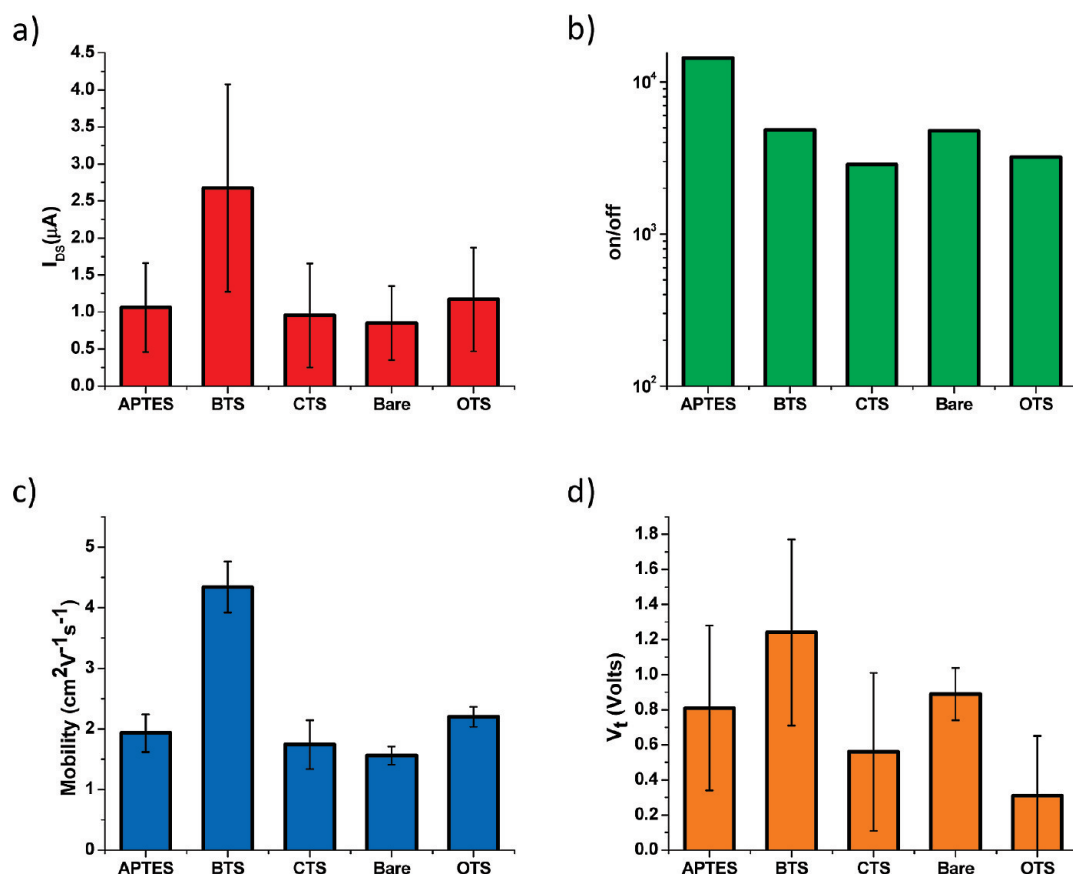 a)
4.5
4.0
3.5
3.0
2.5
2.0
1.5
1.0
0.5
0.0
I_DS(μA)
APTES BTS CTS Bare OTS
b)
10^4
10^3
10^2
on/off
APTES BTS CTS Bare OTS
c)
5
4
3
2
1
0
Mobility (cm^2V^-1s^-1)
APTES BTS CTS Bare OTS
d)
1.8
1.6
1.4
1.2
1.0
0.8
0.6
0.4
0.2
0.0
V_t (Volts)
APTES BTS CTS Bare OTS